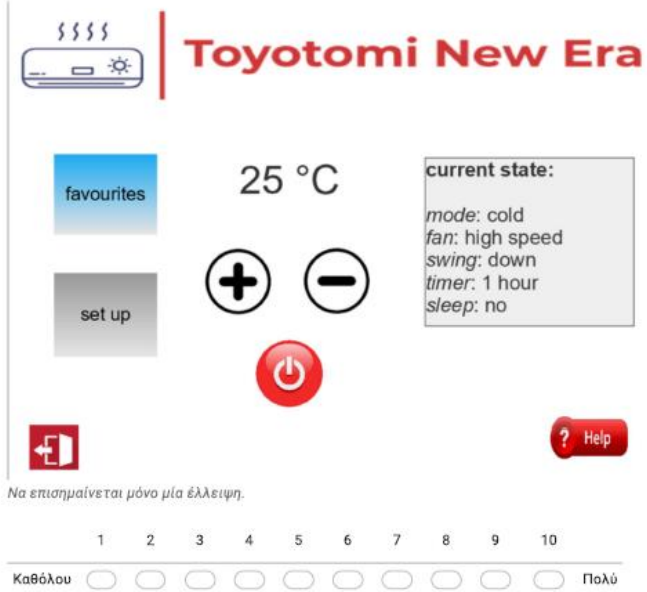 Toyotomi New Era
favourites
25 °C
current state:
mode: cold
fan: high speed
swing: down
timer: 1 hour
sleep: no
set up
? Help
Να επισημαίνεται μόνο μία έλλειψη.
1 2 3 4 5 6 7 8 9 10
Καθόλου Πολύ